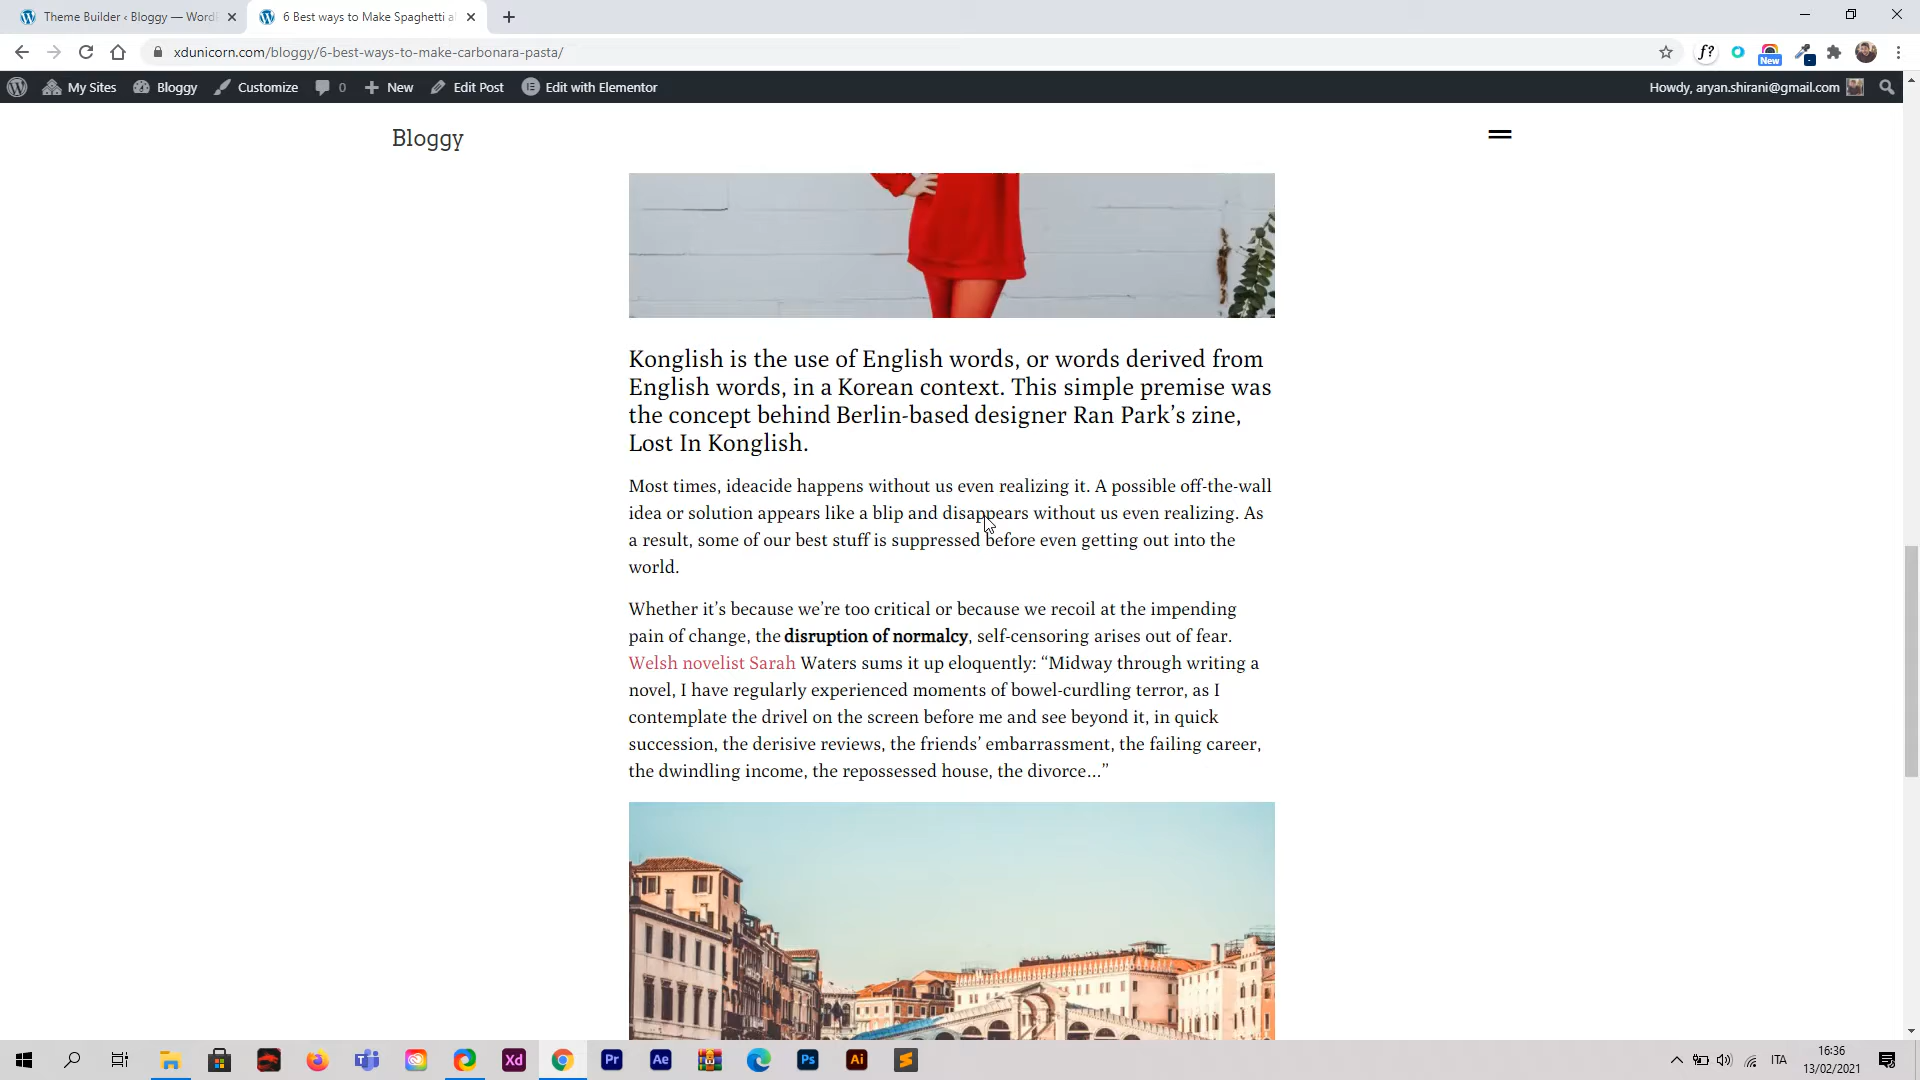 Theme Builder ‹ Bloggy — WordP
6 Best ways to Make Spaghetti al
xdunicorn.com/bloggy/6-best-ways-to-make-carbonara-pasta/
f?
New
My Sites
Bloggy
Customize
0
New
Edit Post
Edit with Elementor
Howdy, aryan.shirani@gmail.com
Bloggy
Konglish is the use of English words, or words derived from
English words, in a Korean context. This simple premise was
the concept behind Berlin-based designer Ran Park’s zine,
Lost In Konglish.
Most times, ideacide happens without us even realizing it. A possible off-the-wall
idea or solution appears like a blip and disappears without us even realizing. As
a result, some of our best stuff is suppressed before even getting out into the
world.
Whether it’s because we’re too critical or because we recoil at the impending
pain of change, the disruption of normalcy, self-censoring arises out of fear.
Welsh novelist Sarah Waters sums it up eloquently: “Midway through writing a
novel, I have regularly experienced moments of bowel-curdling terror, as I
contemplate the drivel on the screen before me and see beyond it, in quick
succession, the derisive reviews, the friends’ embarrassment, the failing career,
the dwindling income, the repossessed house, the divorce…”
Xd
Pr
Ae
Ps
Ai
ITA
16:36
13/02/2021